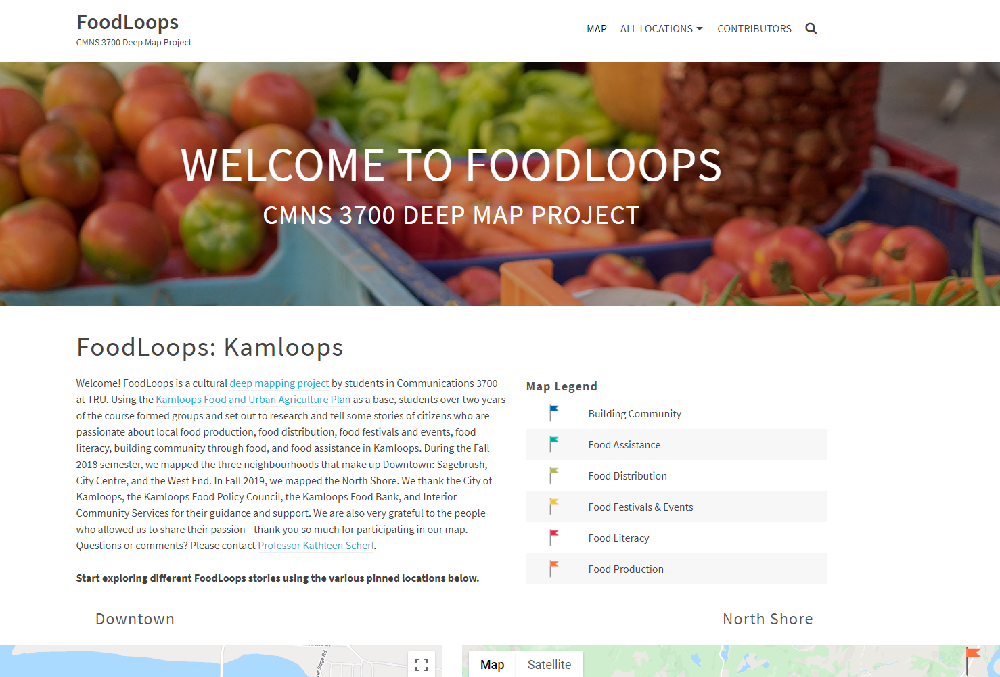 FoodLoops
CMNS 3700 Deep Map Project
MAP
ALL LOCATIONS
CONTRIBUTORS
WELCOME TO FOODLOOPS
CMNS 3700 DEEP MAP PROJECT
FoodLoops: Kamloops
Welcome! FoodLoops is a cultural deep mapping project by students in Communications 3700
at TRU. Using the Kamloops Food and Urban Agriculture Plan as a base, students over two years
of the course formed groups and set out to research and tell some stories of citizens who are
passionate about local food production, food distribution, food festivals and events, food
literacy, building community through food, and food assistance in Kamloops. During the Fall
2018 semester, we mapped the three neighbourhoods that make up Downtown: Sagebrush,
City Centre, and the West End. In Fall 2019, we mapped the North Shore. We thank the City of
Kamloops, the Kamloops Food Policy Council, the Kamloops Food Bank, and Interior
Community Services for their guidance and support. We are also very grateful to the people
who allowed us to share their passion—thank you so much for participating in our map.
Questions or comments? Please contact Professor Kathleen Scherf.
Start exploring different FoodLoops stories using the various pinned locations below.
Map Legend
Building Community
Food Assistance
Food Distribution
Food Festivals & Events
Food Literacy
Food Production
Downtown
North Shore
Sage Rd
Map
Satellite